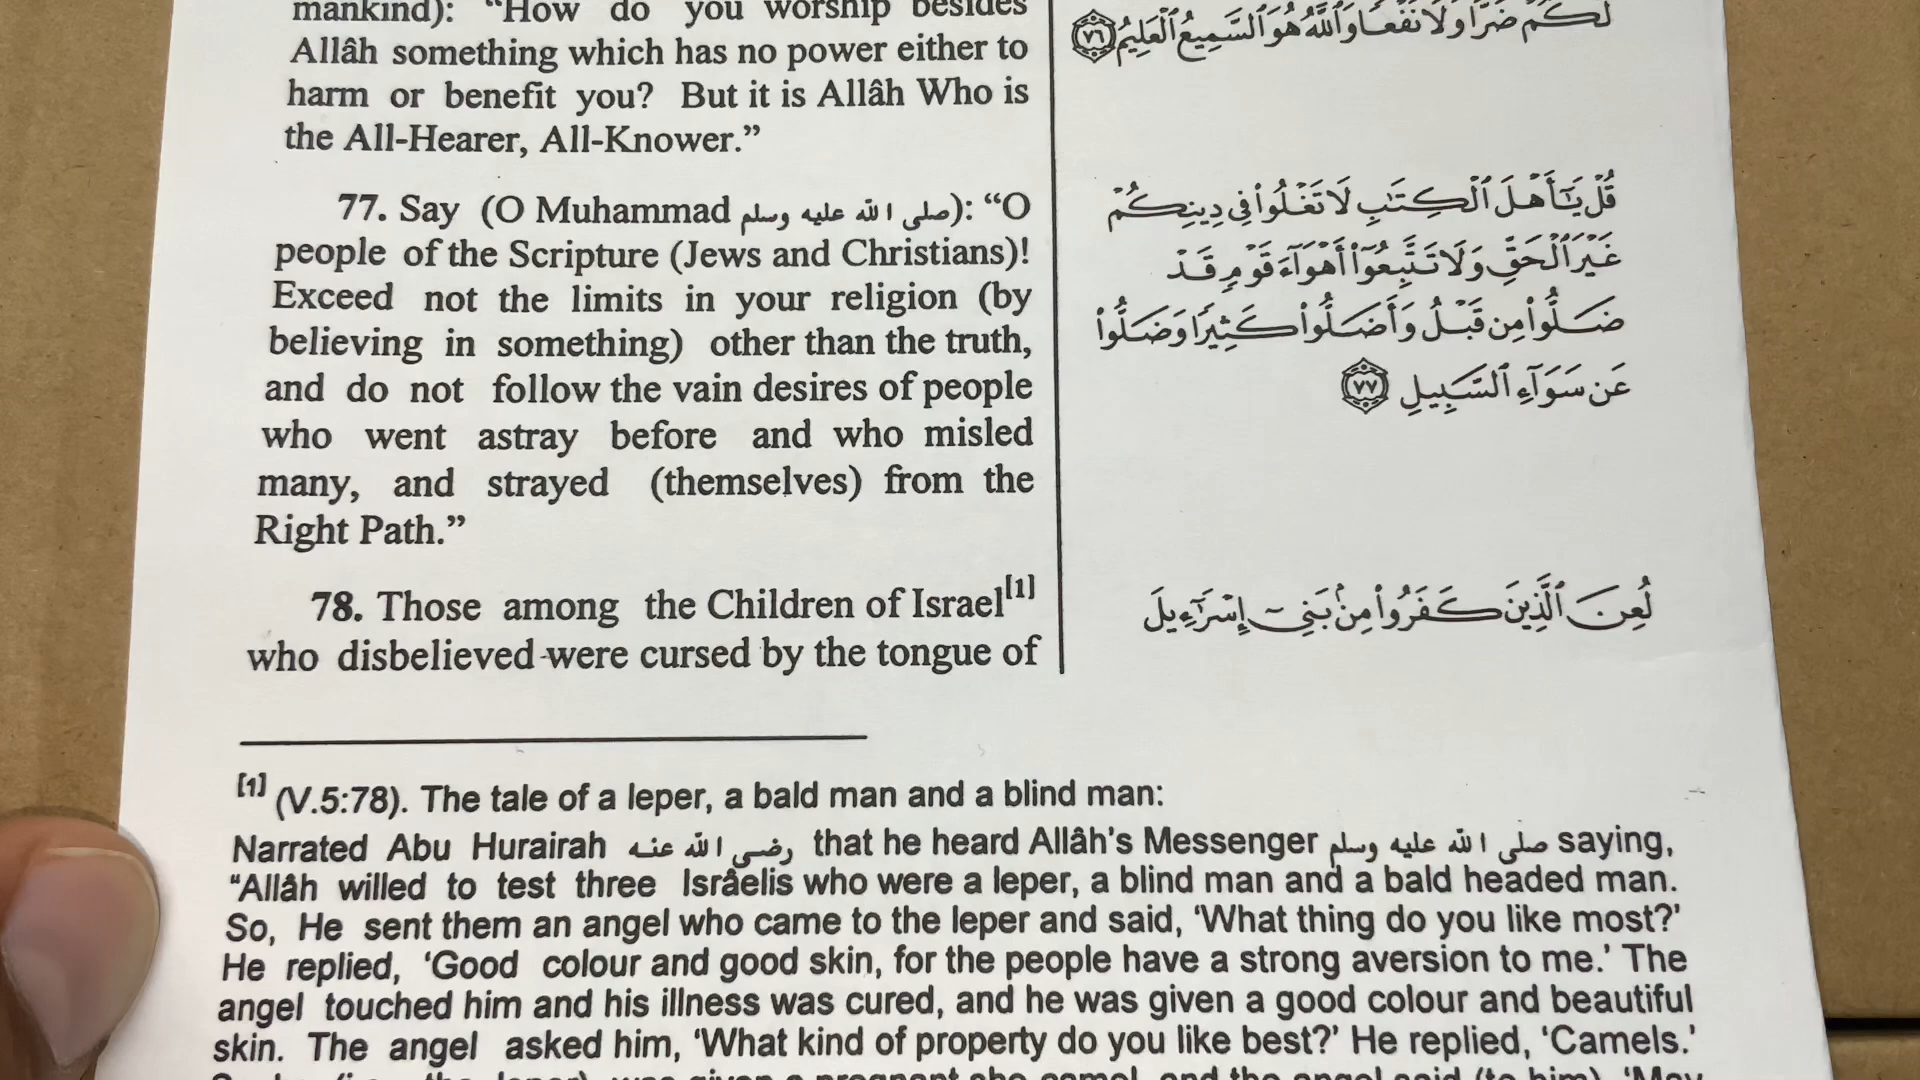 mankind): “How do you worship besides
Allâh something which has no power either to
harm or benefit you? But it is Allâh Who is
the All-Hearer, All-Knower.”
77. Say (O Muhammad صلى الله عليه وسلم): “O
people of the Scripture (Jews and Christians)!
Exceed not the limits in your religion (by
believing in something) other than the truth,
and do not follow the vain desires of people
who went astray before and who misled
many, and strayed (themselves) from the
Right Path.”
78. Those among the Children of Israel[1]
who disbelieved were cursed by the tongue of
لَكُمْ ضَرًّا وَلَا نَفْعًا وَٱللَّهُ هُوَ ٱلسَّمِيعُ ٱلْعَلِيمُ ٧٦
قُلْ يَـٰٓأَهْلَ ٱلْكِتَـٰبِ لَا تَغْلُوا۟ فِى دِينِكُمْ
غَيْرَ ٱلْحَقِّ وَلَا تَتَّبِعُوٓا۟ أَهْوَآءَ قَوْمٍ قَدْ
ضَلُّوا۟ مِن قَبْلُ وَأَضَلُّوا۟ كَثِيرًا وَضَلُّوا۟
عَن سَوَآءِ ٱلسَّبِيلِ ٧٧
لُعِنَ ٱلَّذِينَ كَفَرُوا۟ مِنۢ بَنِىٓ إِسْرَٰٓءِيلَ
[1] (V.5:78). The tale of a leper, a bald man and a blind man:
Narrated Abu Hurairah رضي الله عنه that he heard Allâh's Messenger صلى الله عليه وسلم saying,
“Allâh willed to test three Isrâelis who were a leper, a blind man and a bald headed man.
So, He sent them an angel who came to the leper and said, ‘What thing do you like most?’
He replied, ‘Good colour and good skin, for the people have a strong aversion to me.’ The
angel touched him and his illness was cured, and he was given a good colour and beautiful
skin. The angel asked him, ‘What kind of property do you like best?’ He replied, ‘Camels.’